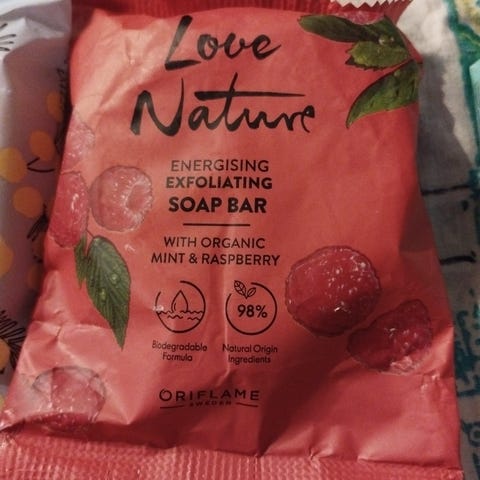 Love
Nature
ENERGISING
EXFOLIATING
SOAP BAR
WITH ORGANIC
MINT & RASPBERRY
98%
Biodegradable
Formula
Natural Origin
Ingredients
ORIFLAME
SWEDEN